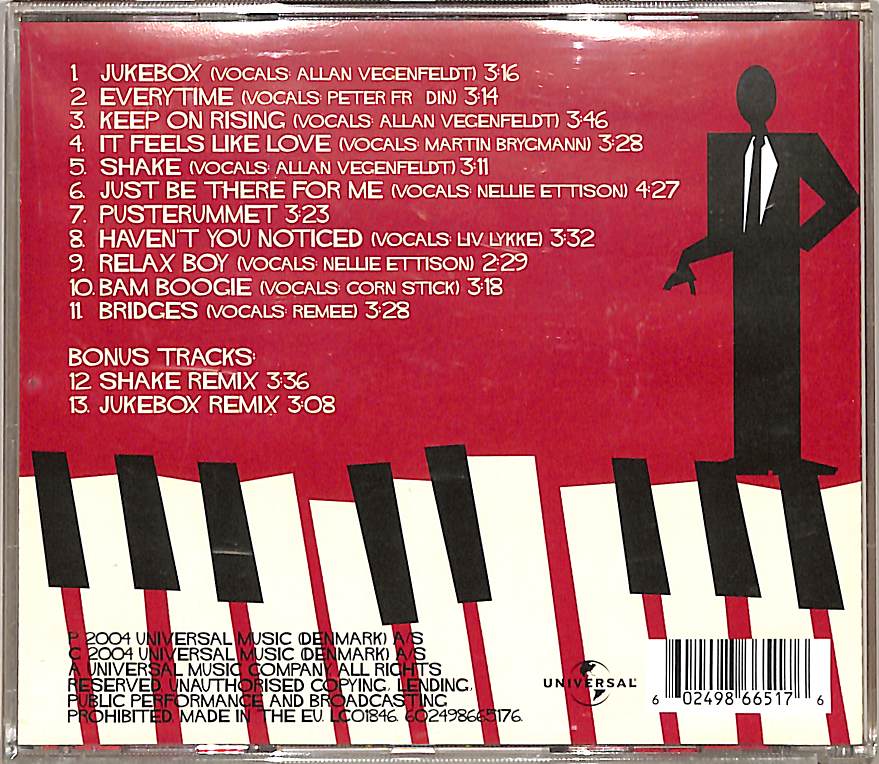 1. JUKEBOX (VOCALS: ALLAN VEGENFELDT) 3:16
2. EVERYTIME (VOCALS: PETER FR DIN) 3:14
3. KEEP ON RISING (VOCALS: ALLAN VEGENFELDT) 3:46
4. IT FEELS LIKE LOVE (VOCALS: MARTIN BRYGMANN) 3:28
5. SHAKE (VOCALS: ALLAN VEGENFELDT) 3:11
6. JUST BE THERE FOR ME (VOCALS: NELLIE ETTISON) 4:27
7. PUSTERUMMET 3:23
8. HAVEN'T YOU NOTICED (VOCALS: LIV LYKKE) 3:32
9. RELAX BOY (VOCALS: NELLIE ETTISON) 2:29
10. BAM BOOGIE (VOCALS: CORN STICK) 3:18
11. BRIDGES (VOCALS: REMEE) 3:28
BONUS TRACKS:
12. SHAKE REMIX 3:36
13. JUKEBOX REMIX 3:08
P 2004 UNIVERSAL MUSIC (DENMARK) A/S
C 2004 UNIVERSAL MUSIC (DENMARK) A/S
A UNIVERSAL MUSIC COMPANY. ALL RIGHTS
RESERVED. UNAUTHORISED COPYING, LENDING,
PUBLIC PERFORMANCE AND BROADCASTING
PROHIBITED. MADE IN THE EU. LC01846. 602498665176.
UNIVERSAL
6 02498 66517 6